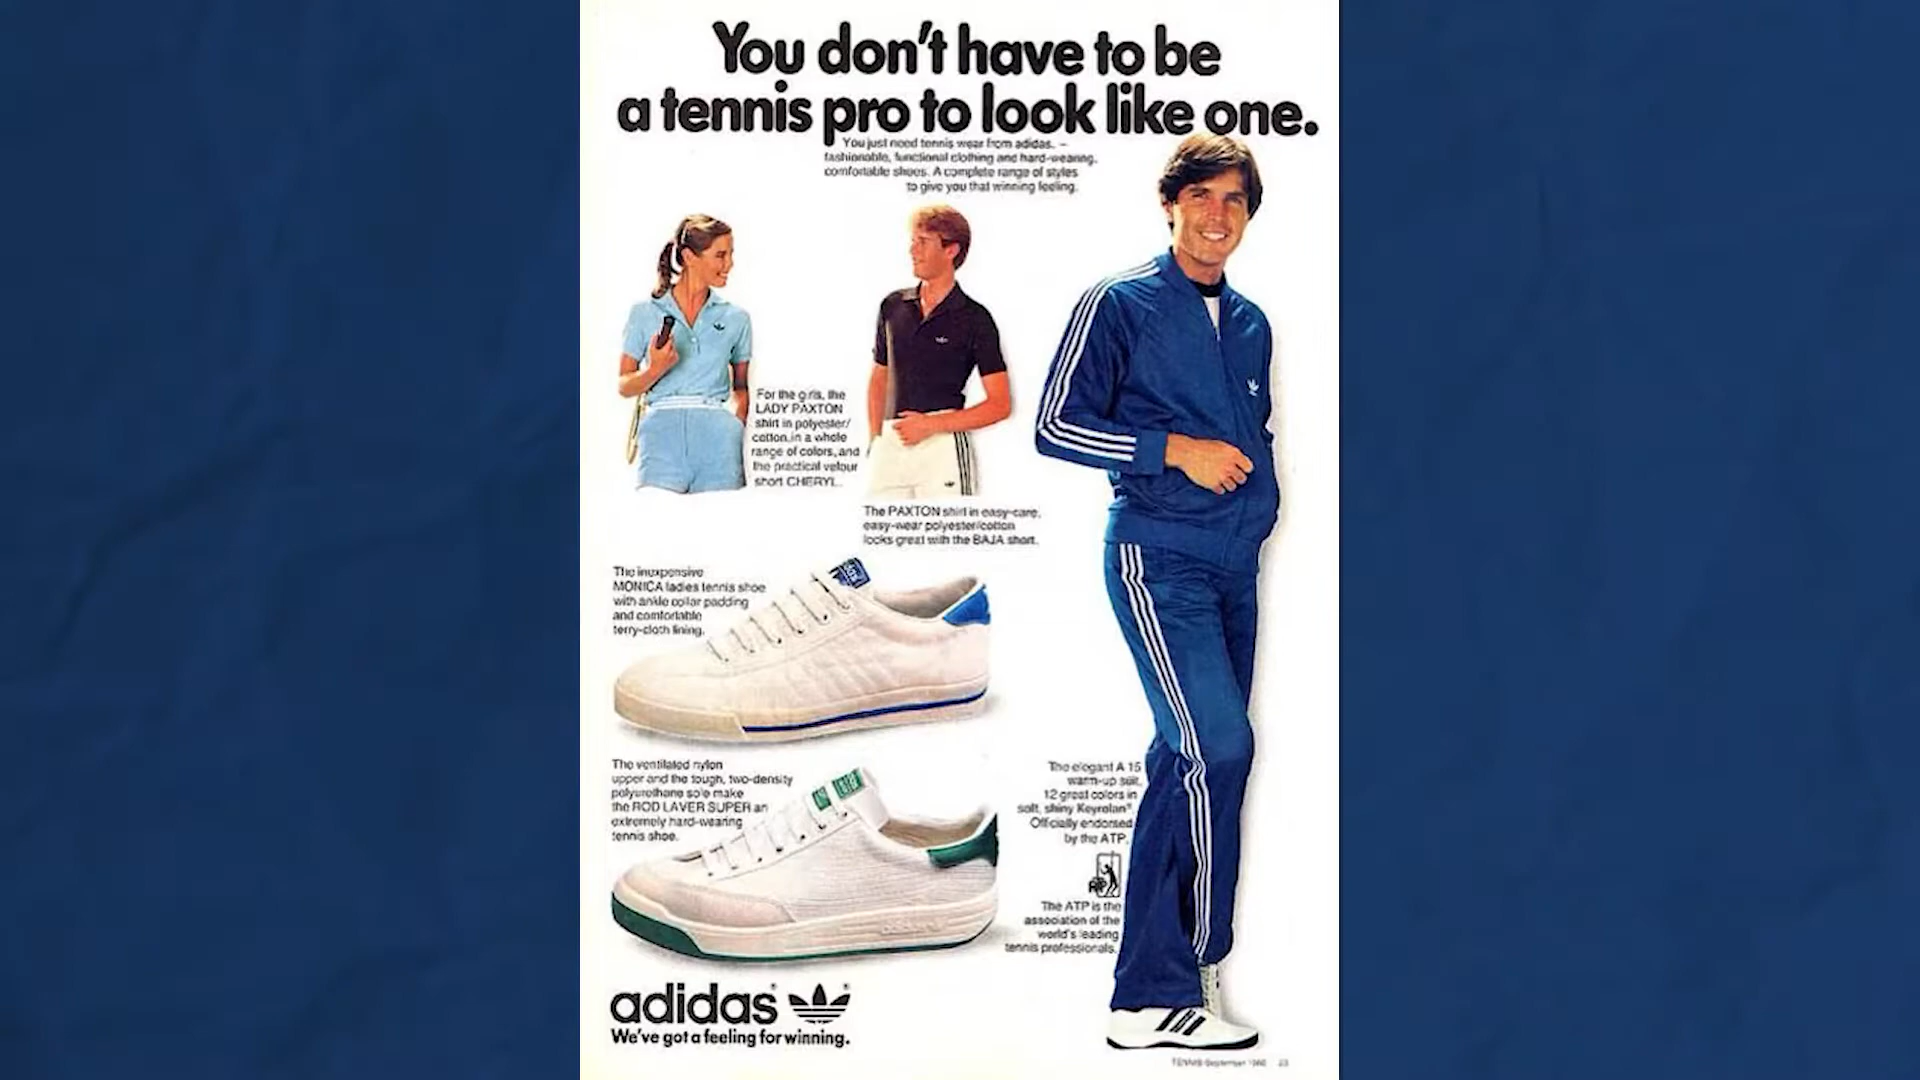 You don't have to be
a tennis pro to look like one.
You just need tennis wear from adidas. –
fashionable, functional clothing and hard-wearing,
comfortable shoes. A complete range of styles
to give you that winning feeling.
For the girls, the
LADY PAXTON
shirt in polyester/
cotton, in a whole
range of colors, and
the practical velour
short CHERYL.
The PAXTON shirt in easy-care,
easy-wear polyester/cotton
looks great with the BAJA short.
The inexpensive
MONICA ladies tennis shoe
with ankle collar padding
and comfortable
terry-cloth lining.
The ventilated nylon
upper and the tough, two-density
polyurethane sole make
the ROD LAVER SUPER an
extremely hard-wearing
tennis shoe.
The elegant A 15
warm-up suit,
12 great colors in
soft, shiny Keyrolan®.
Officially endorsed
by the ATP.
ATP
The ATP is the
association of the
world's leading
tennis professionals.
adidas®
We've got a feeling for winning.
TENNIS September 1980 23